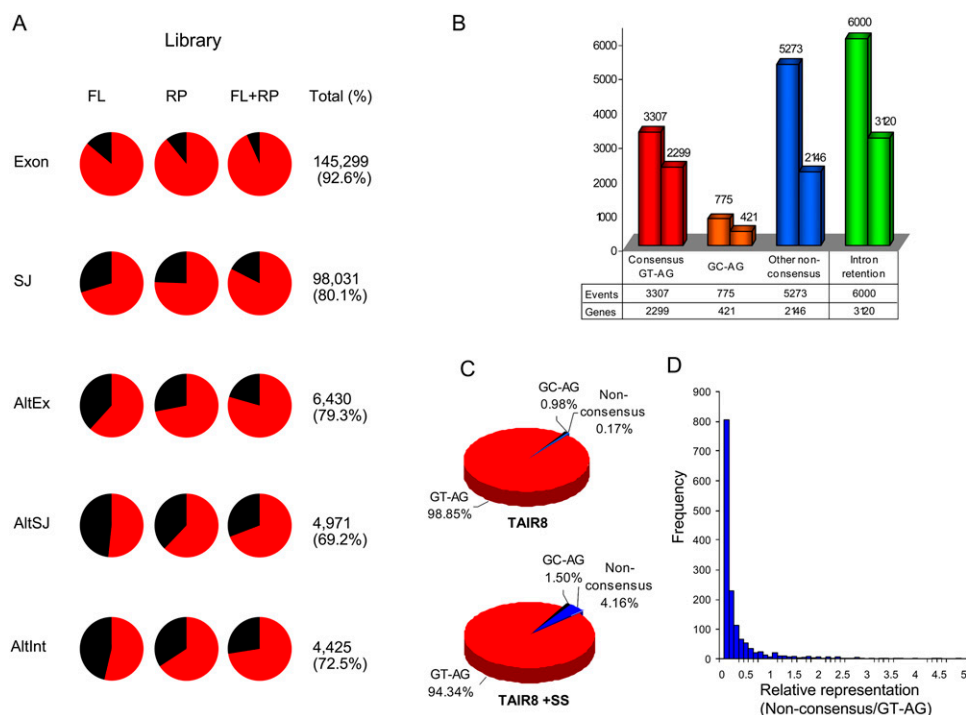 A
Library
FL RP FL+RP Total (%)
Exon 145,299
(92.6%)
SJ 98,031
(80.1%)
AltEx 6,430
(79.3%)
AltSJ 4,971
(69.2%)
AltInt 4,425
(72.5%)
B
6000
5000
4000
3000
2000
1000
0
3307
2299
775
421
5273
2146
6000
3120
Consensus GC-AG Other non- Intron
GT-AG consensus retention
Events 3307 775 5273 6000
Genes 2299 421 2146 3120
C
GC-AG
0.98%
Non-
consensus
0.17%
GT-AG
98.85%
TAIR8
GC-AG
1.50%
Non-
consensus
4.16%
GT-AG
94.34%
TAIR8 +SS
D
900
800
700
600
500
400
300
200
100
0
Frequency
0 0.5 1 1.5 2 2.5 3 3.5 4 4.5 5
Relative representation
(Non-consensus/GT-AG)